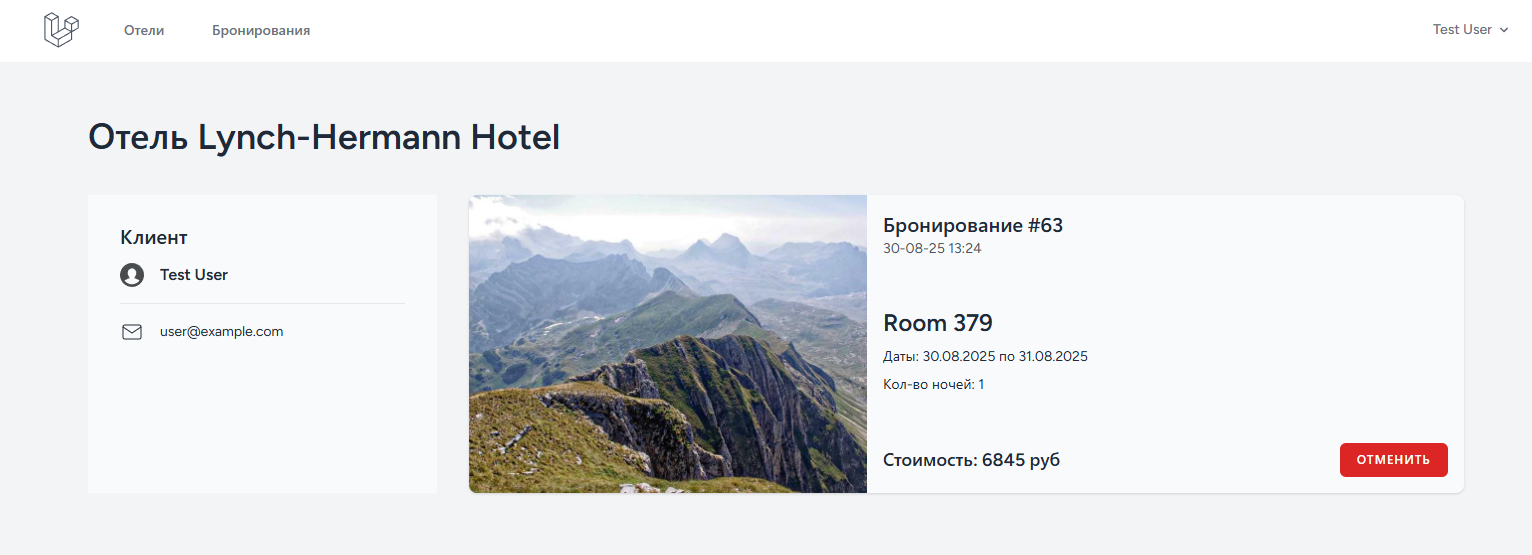 Отели
Бронирования
Test User
Отель Lynch-Hermann Hotel
Клиент
Test User
user@example.com
Бронирование #63
30-08-25 13:24
Room 379
Даты: 30.08.2025 по 31.08.2025
Кол-во ночей: 1
Стоимость: 6845 руб
ОТМЕНИТЬ